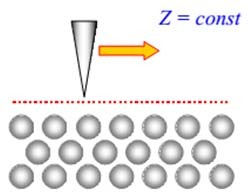 Z = const